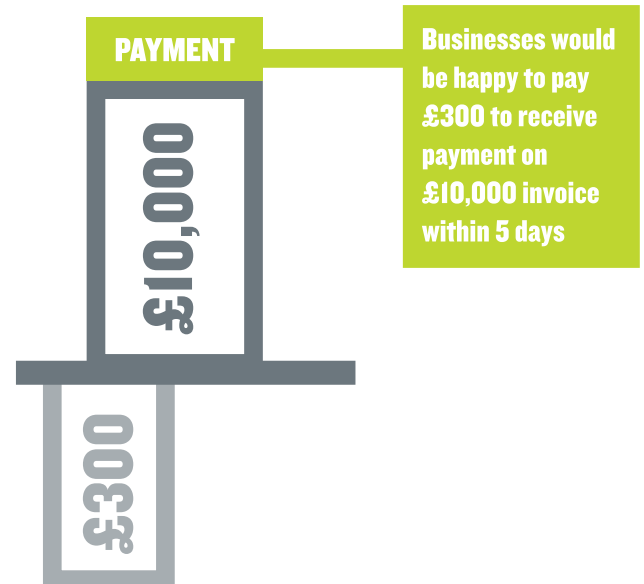 PAYMENT
Businesses would
be happy to pay
£300 to receive
payment on
£10,000 invoice
within 5 days
£10,000
£300